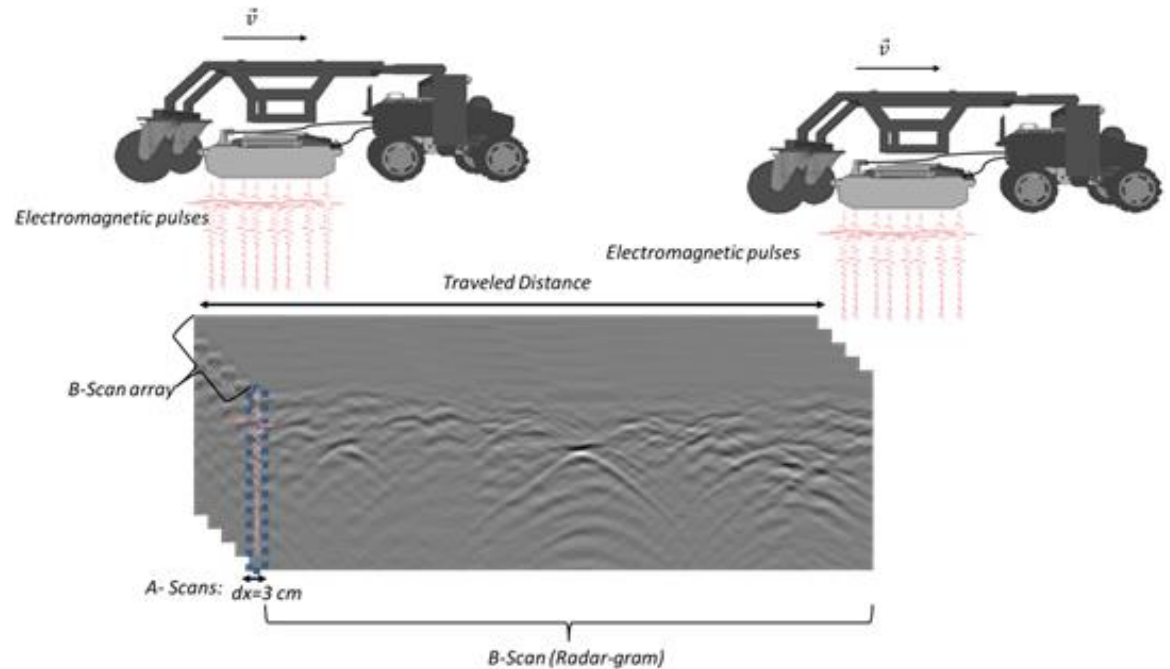 v⃗
v⃗
Electromagnetic pulses
Electromagnetic pulses
Traveled Distance
B-Scan array
A- Scans: dx=3 cm
B-Scan (Radar-gram)